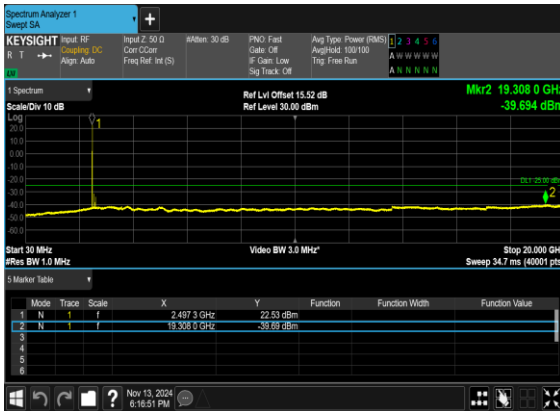 Spectrum Analyzer 1
Swept SA
+
KEYSIGHT Input: RF Input Z: 50 Ω #Atten: 30 dB PNO: Fast Avg Type: Power (RMS) 1 2 3 4 5 6
R T Coupling: DC Corr CCorr Gate: Off Avg|Hold: 100/100 A W W W W W
Align: Auto Freq Ref: Int (S) IF Gain: Low Trig: Free Run
LXI Sig Track: Off A N N N N N
1 Spectrum Ref Lvl Offset 15.52 dB Mkr2 19.308 0 GHz
Scale/Div 10 dB Ref Level 30.00 dBm -39.694 dBm
Log
20.0
10.0
0.00
-10.0
-20.0
-30.0
-40.0
-50.0
-60.0
1
DL1 -25.00 dBm
2
Start 30 MHz Video BW 3.0 MHz* Stop 20.000 GHz
#Res BW 1.0 MHz Sweep 34.7 ms (40001 pts)
5 Marker Table
Mode Trace Scale X Y Function Function Width Function Value
1 N 1 f 2.497 3 GHz 22.53 dBm
2 N 1 f 19.308 0 GHz -39.69 dBm
3
4
5
6
? Nov 13, 2024
6:16:51 PM